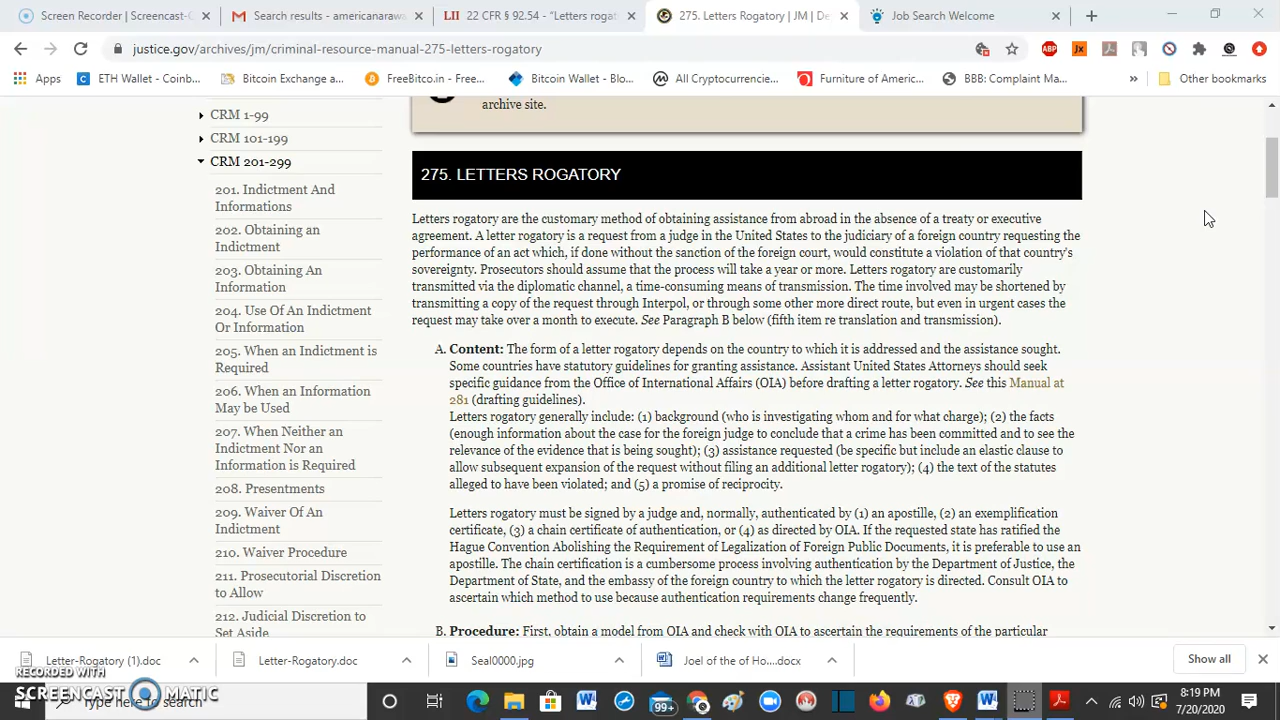 Screen Recorder | Screencast-O
Search results - americanarawa
LII 22 CFR § 92.54 - "Letters rogat
275. Letters Rogatory | JM | De
Job Search Welcome
justice.gov/archives/jm/criminal-resource-manual-275-letters-rogatory
ABP
Jx
Apps
ETH Wallet - Coinb...
Bitcoin Exchange a...
FreeBitco.in - Free...
Bitcoin Wallet - Blo...
All Cryptocurrencie...
Furniture of Americ...
BBB: Complaint Ma...
»
Other bookmarks
archive site.
CRM 1-99
CRM 101-199
CRM 201-299
201. Indictment And
Informations
202. Obtaining an
Indictment
203. Obtaining An
Information
204. Use Of An Indictment
Or Information
205. When an Indictment is
Required
206. When an Information
May be Used
207. When Neither an
Indictment Nor an
Information is Required
208. Presentments
209. Waiver Of An
Indictment
210. Waiver Procedure
211. Prosecutorial Discretion
to Allow
212. Judicial Discretion to
Set Aside
275. LETTERS ROGATORY
Letters rogatory are the customary method of obtaining assistance from abroad in the absence of a treaty or executive
agreement. A letter rogatory is a request from a judge in the United States to the judiciary of a foreign country requesting the
performance of an act which, if done without the sanction of the foreign court, would constitute a violation of that country's
sovereignty. Prosecutors should assume that the process will take a year or more. Letters rogatory are customarily
transmitted via the diplomatic channel, a time-consuming means of transmission. The time involved may be shortened by
transmitting a copy of the request through Interpol, or through some other more direct route, but even in urgent cases the
request may take over a month to execute. See Paragraph B below (fifth item re translation and transmission).
A. Content: The form of a letter rogatory depends on the country to which it is addressed and the assistance sought.
Some countries have statutory guidelines for granting assistance. Assistant United States Attorneys should seek
specific guidance from the Office of International Affairs (OIA) before drafting a letter rogatory. See this Manual at
281 (drafting guidelines).
Letters rogatory generally include: (1) background (who is investigating whom and for what charge); (2) the facts
(enough information about the case for the foreign judge to conclude that a crime has been committed and to see the
relevance of the evidence that is being sought); (3) assistance requested (be specific but include an elastic clause to
allow subsequent expansion of the request without filing an additional letter rogatory); (4) the text of the statutes
alleged to have been violated; and (5) a promise of reciprocity.
Letters rogatory must be signed by a judge and, normally, authenticated by (1) an apostille, (2) an exemplification
certificate, (3) a chain certificate of authentication, or (4) as directed by OIA. If the requested state has ratified the
Hague Convention Abolishing the Requirement of Legalization of Foreign Public Documents, it is preferable to use an
apostille. The chain certification is a cumbersome process involving authentication by the Department of Justice, the
Department of State, and the embassy of the foreign country to which the letter rogatory is directed. Consult OIA to
ascertain which method to use because authentication requirements change frequently.
B. Procedure: First, obtain a model from OIA and check with OIA to ascertain the requirements of the particular
Letter-Rogatory (1).doc
Letter-Rogatory.doc
Seal0000.jpg
Joel of the of Ho....docx
Show all
RECORDED WITH
SCREENCAST MATIC
Type here to search
99+
8:19 PM
7/20/2020